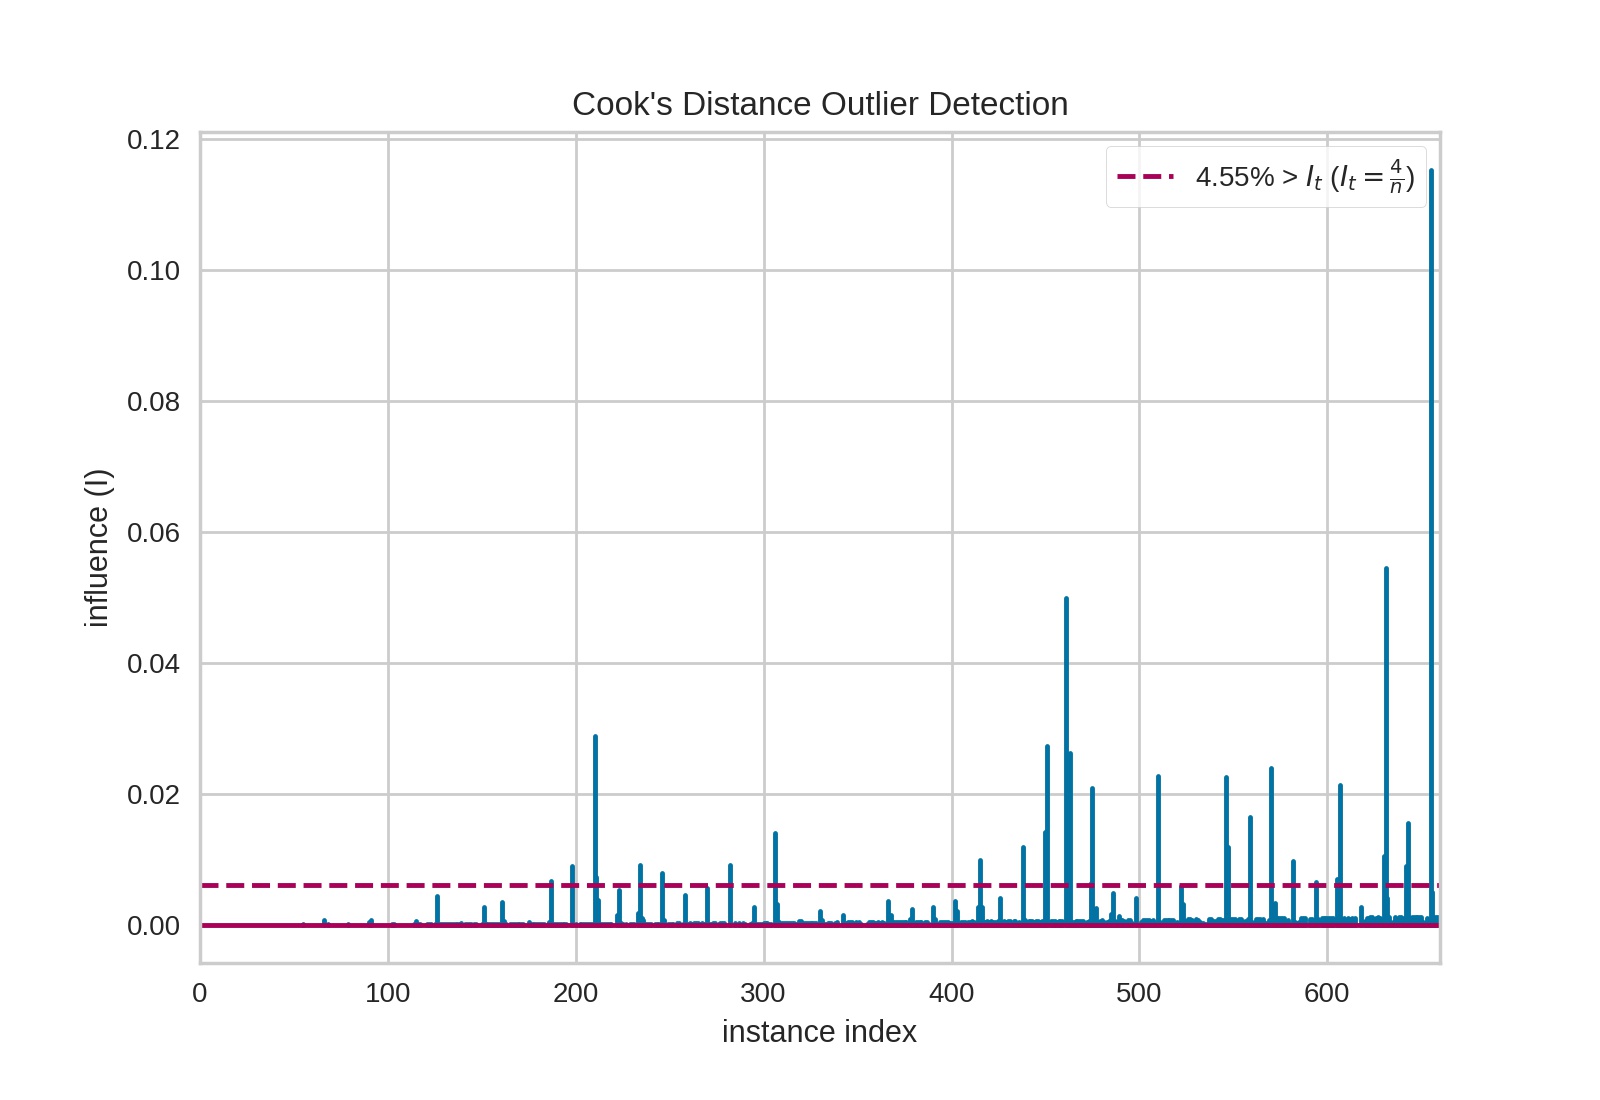 Cook's Distance Outlier Detection
4.55% > I_t (I_t = 4/n)
influence (I)
0.12
0.10
0.08
0.06
0.04
0.02
0.00
0 100 200 300 400 500 600
instance index